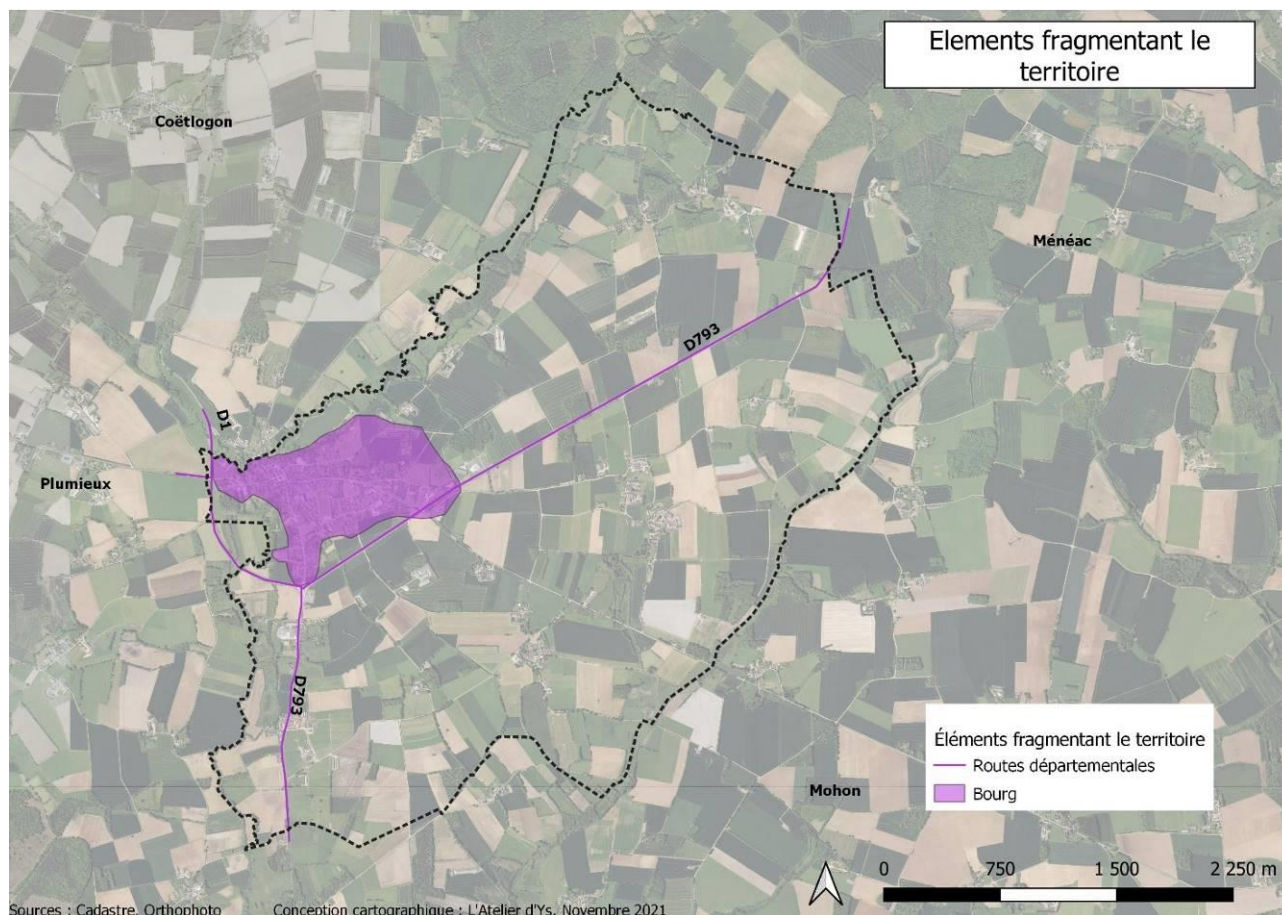 Elements fragmentant le
territoire
Coëtlogon
Ménéac
D793
D1
Plumieux
D793
Éléments fragmentant le territoire
Routes départementales
Bourg
Mohon
0 750 1 500 2 250 m
Sources : Cadastre, Orthophoto Conception cartographique : L'Atelier d'Ys, Novembre 2021